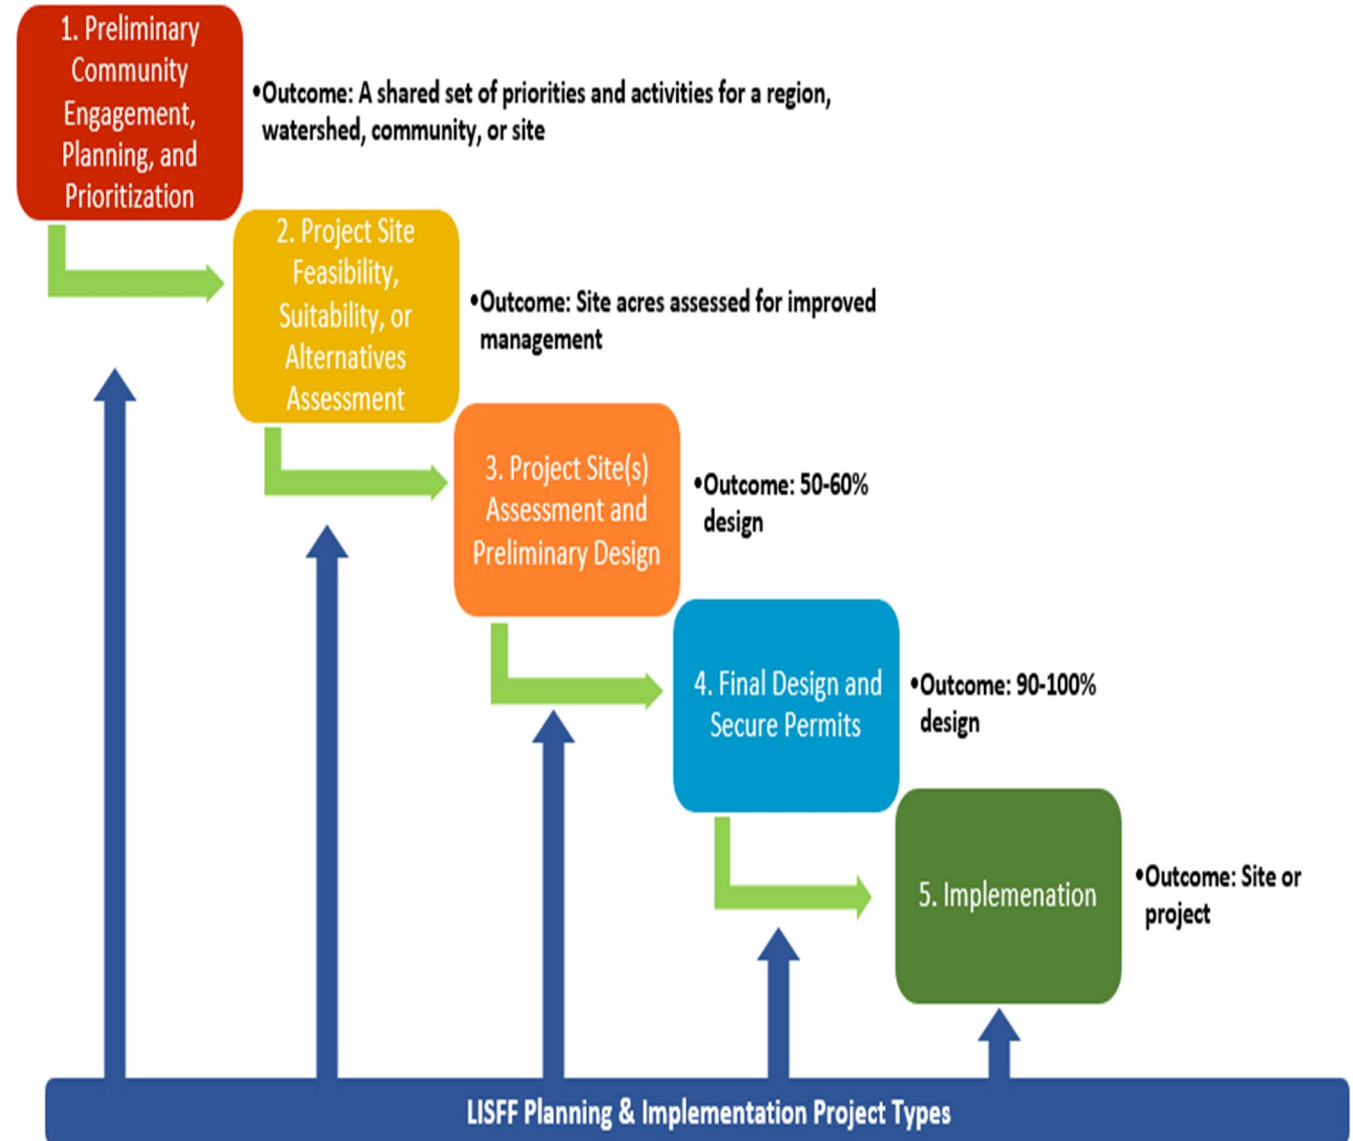 1. Preliminary
Community
Engagement,
Planning, and
Prioritization
•Outcome: A shared set of priorities and activities for a region,
watershed, community, or site
2. Project Site
Feasibility,
Suitability, or
Alternatives
Assessment
•Outcome: Site acres assessed for improved
management
3. Project Site(s)
Assessment and
Preliminary Design
•Outcome: 50-60%
design
4. Final Design and
Secure Permits
•Outcome: 90-100%
design
5. Implemenation
•Outcome: Site or
project
LISFF Planning & Implementation Project Types